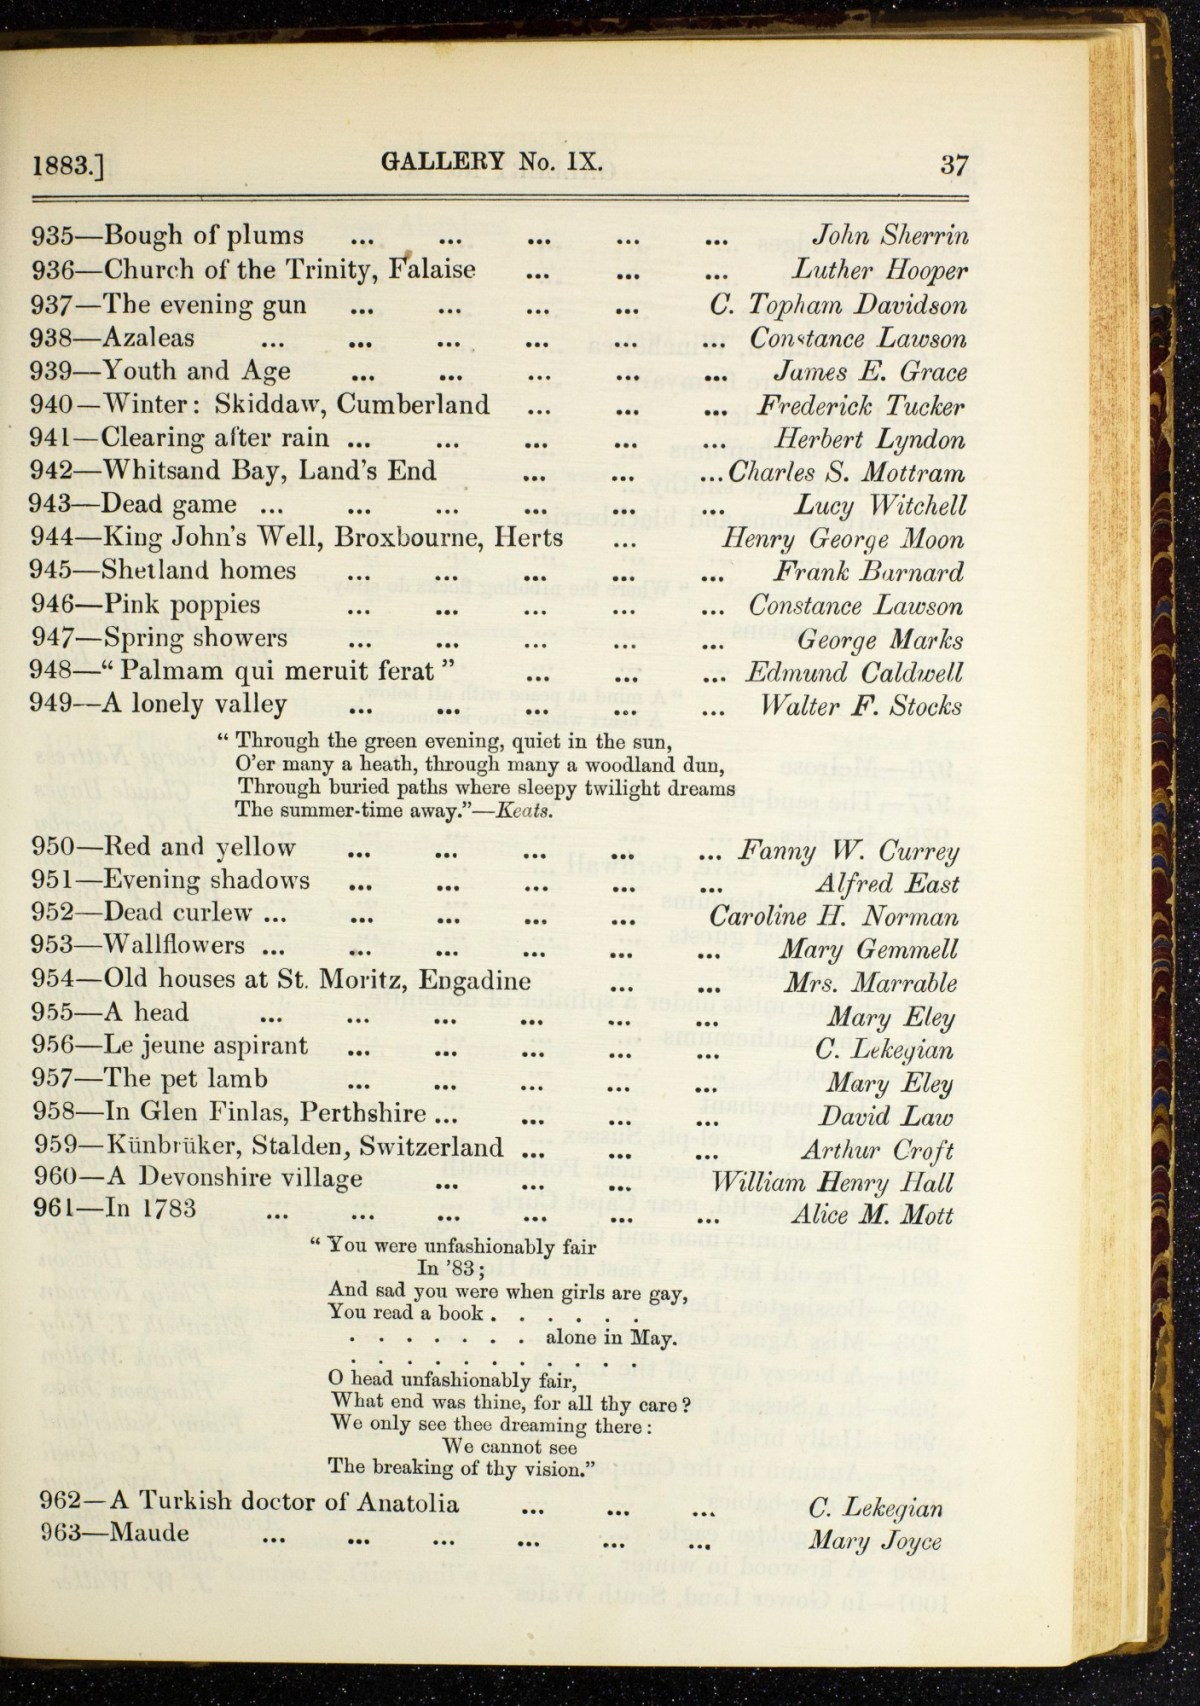 1883.] GALLERY No. IX. 37
935—Bough of plums ... ... ... ... ... John Sherrin
936—Church of the Trinity, Falaise ... ... ... Luther Hooper
937—The evening gun ... ... ... ... C. Topham Davidson
938—Azaleas ... ... ... ... ... ... Constance Lawson
939—Youth and Age ... ... ... ... ... James E. Grace
940—Winter: Skiddaw, Cumberland ... ... ... Frederick Tucker
941—Clearing after rain ... ... ... ... ... Herbert Lyndon
942—Whitsand Bay, Land's End ... ... ... Charles S. Mottram
943—Dead game ... ... ... ... ... ... Lucy Witchell
944—King John's Well, Broxbourne, Herts ... Henry George Moon
945—Shetland homes ... ... ... ... ... Frank Barnard
946—Pink poppies ... ... ... ... ... Constance Lawson
947—Spring showers ... ... ... ... ... George Marks
948—“Palmam qui meruit ferat” ... ... ... Edmund Caldwell
949—A lonely valley ... ... ... ... ... Walter F. Stocks
“Through the green evening, quiet in the sun,
O'er many a heath, through many a woodland dun,
Through buried paths where sleepy twilight dreams
The summer-time away.”—Keats.
950—Red and yellow ... ... ... ... ... Fanny W. Currey
951—Evening shadows ... ... ... ... ... Alfred East
952—Dead curlew ... ... ... ... ... Caroline H. Norman
953—Wallflowers ... ... ... ... ... ... Mary Gemmell
954—Old houses at St. Moritz, Engadine ... ... Mrs. Marrable
955—A head ... ... ... ... ... ... Mary Eley
956—Le jeune aspirant ... ... ... ... ... C. Lekegian
957—The pet lamb ... ... ... ... ... Mary Eley
958—In Glen Finlas, Perthshire ... ... ... ... David Law
959—Künbrüker, Stalden, Switzerland ... ... ... Arthur Croft
960—A Devonshire village ... ... ... William Henry Hall
961—In 1783 ... ... ... ... ... ... Alice M. Mott
“You were unfashionably fair
In '83;
And sad you were when girls are gay,
You read a book . . . . . .
. . . . . . . alone in May.
. . . . . . . . . . .
O head unfashionably fair,
What end was thine, for all thy care?
We only see thee dreaming there:
We cannot see
The breaking of thy vision.”
962—A Turkish doctor of Anatolia ... ... ... C. Lekegian
963—Maude ... ... ... ... ... ... Mary Joyce